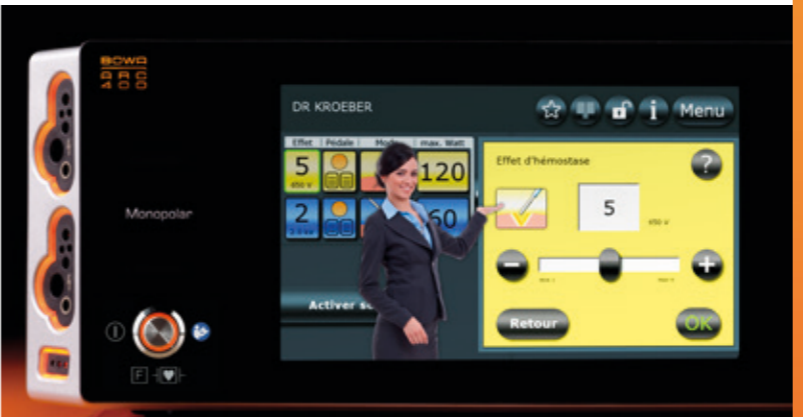 BOWA
ARC
400
DR KROEBER
i Menu
Effet Pédale max. Watt
5
650 V
120
2
60
Effet d'hémostase
?
5
650 V
Monopolar
− +
Activer
Retour OK
F